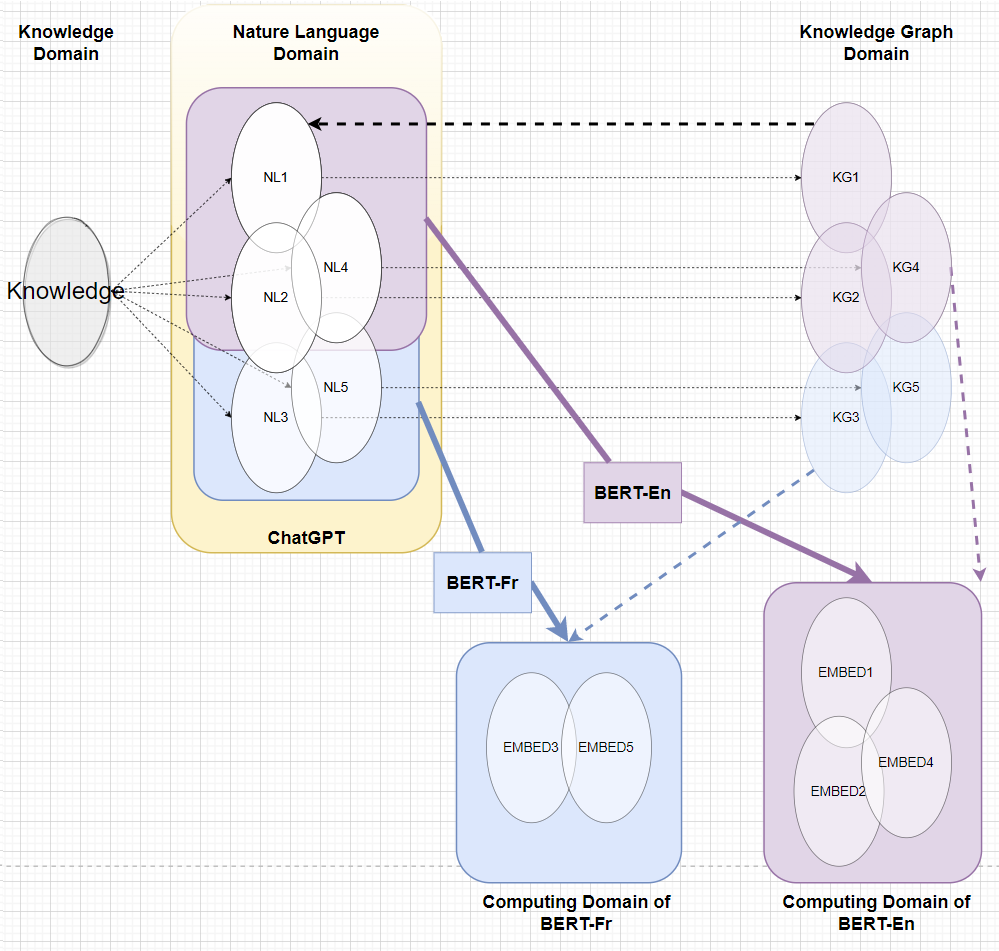 Knowledge
Domain
Nature Language
Domain
Knowledge Graph
Domain
NL1
KG1
NL4
KG4
Knowledge
NL2
KG2
NL5
KG5
NL3
KG3
BERT-En
ChatGPT
BERT-Fr
EMBED1
EMBED3
EMBED5
EMBED4
EMBED2
Computing Domain of
BERT-Fr
Computing Domain of
BERT-En